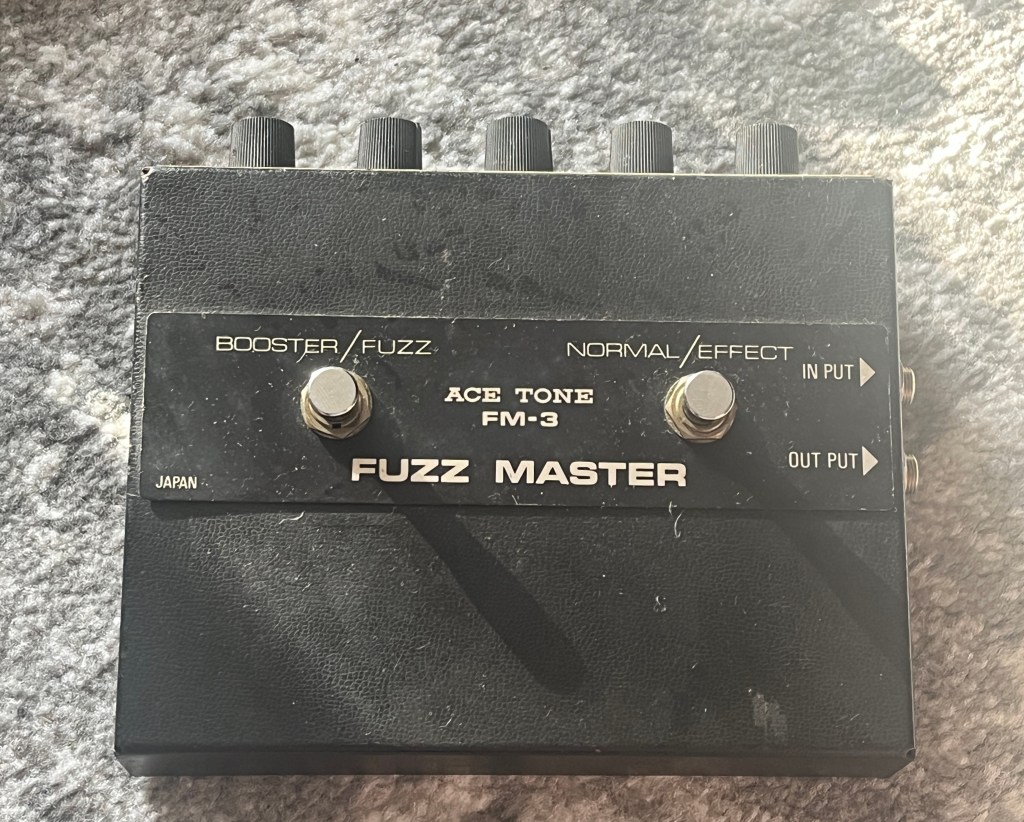 BOOSTER/FUZZ
NORMAL/EFFECT
IN PUT
ACE TONE
FM-3
OUT PUT
FUZZ MASTER
JAPAN